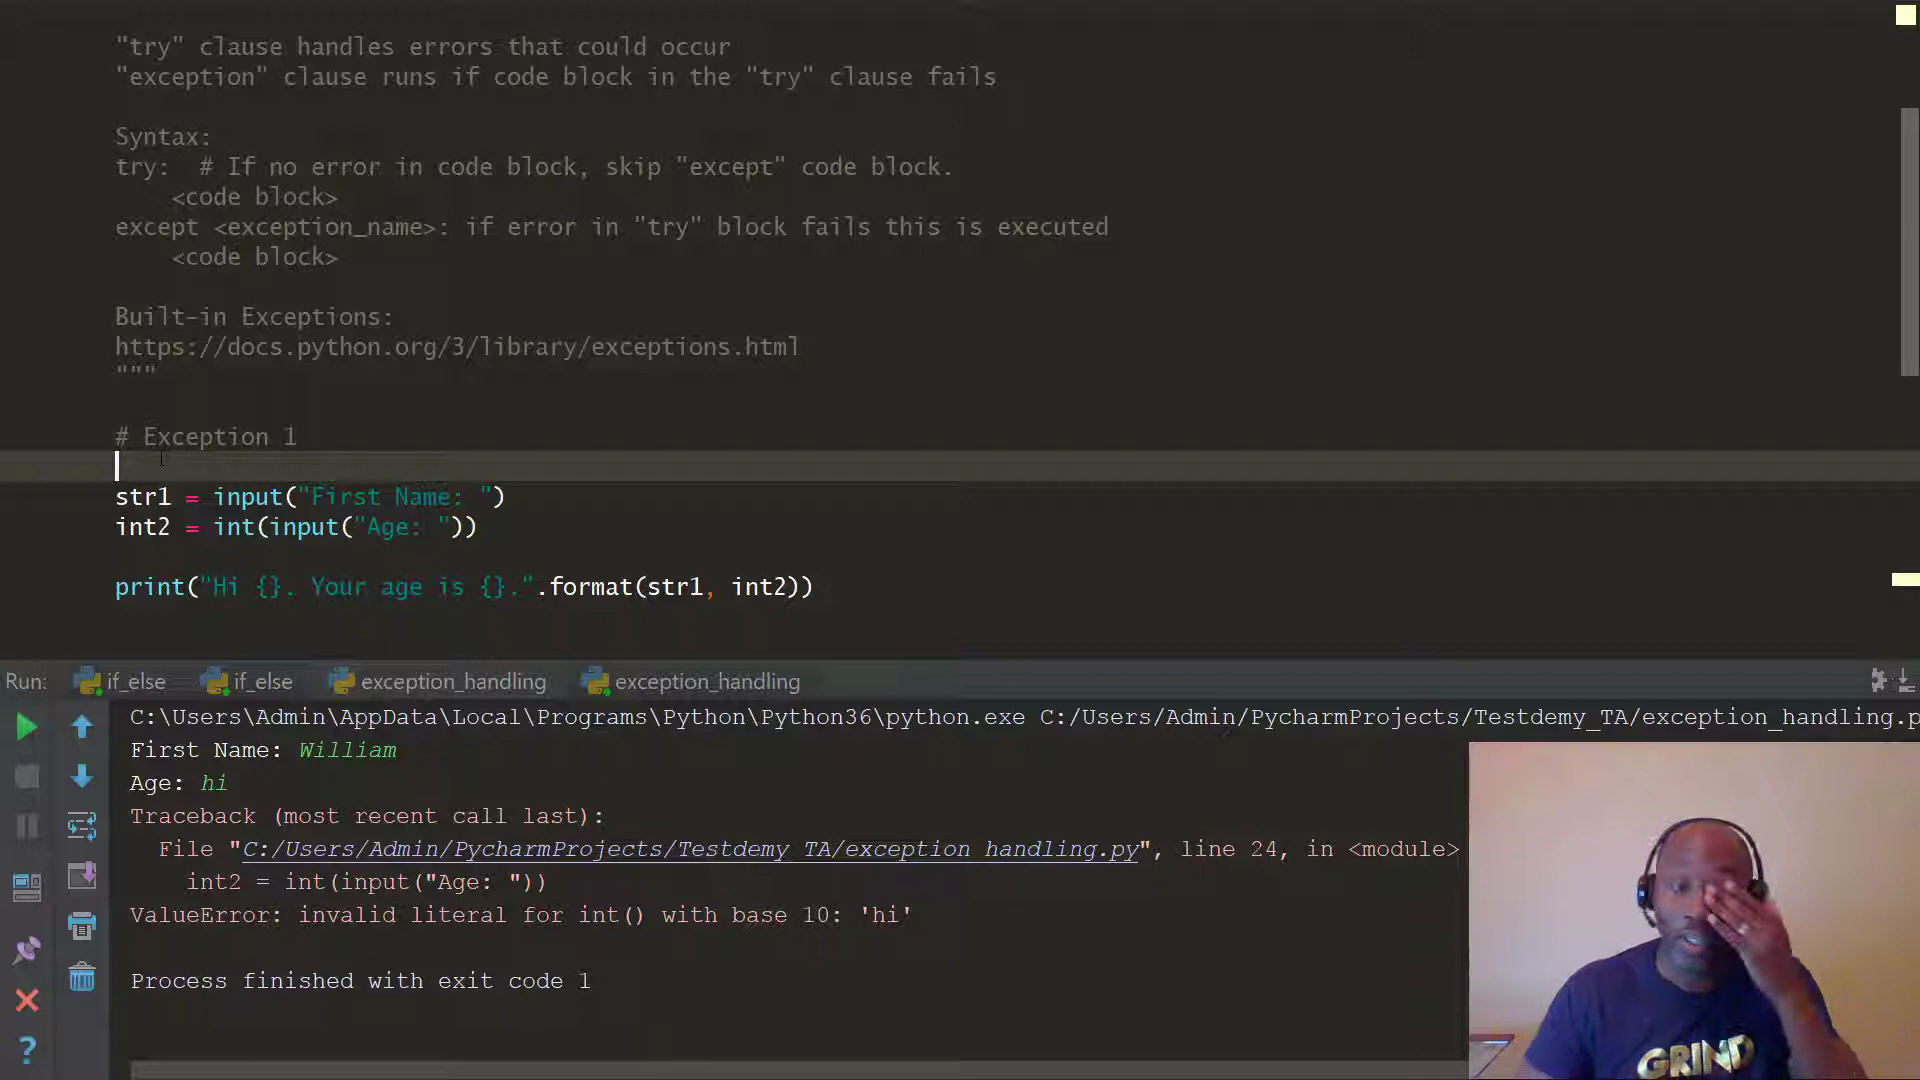 "try" clause handles errors that could occur
"exception" clause runs if code block in the "try" clause fails
Syntax:
try:  # If no error in code block, skip "except" code block.
    <code block>
except <exception_name>: if error in "try" block fails this is executed
    <code block>
Built-in Exceptions:
https://docs.python.org/3/library/exceptions.html
"""
# Exception 1
str1 = input("First Name: ")
int2 = int(input("Age: "))
print("Hi {}. Your age is {}.".format(str1, int2))
Run: if_else if_else exception_handling exception_handling
C:\Users\Admin\AppData\Local\Programs\Python\Python36\python.exe C:/Users/Admin/PycharmProjects/Testdemy_TA/exception_handling.p
First Name: William
Age: hi
Traceback (most recent call last):
  File "C:/Users/Admin/PycharmProjects/Testdemy_TA/exception_handling.py", line 24, in <module>
    int2 = int(input("Age: "))
ValueError: invalid literal for int() with base 10: 'hi'
Process finished with exit code 1
?
GRIND